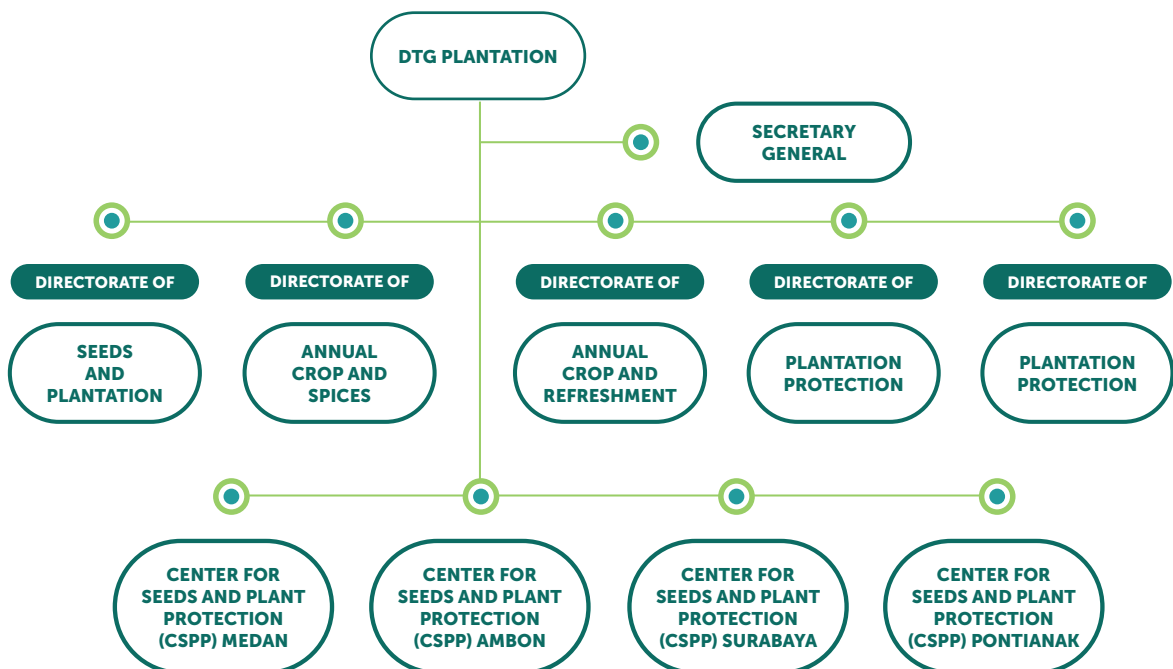 DTG PLANTATION
SECRETARY
GENERAL
DIRECTORATE OF
SEEDS
AND
PLANTATION
DIRECTORATE OF
ANNUAL
CROP AND
SPICES
DIRECTORATE OF
ANNUAL
CROP AND
REFRESHMENT
DIRECTORATE OF
PLANTATION
PROTECTION
DIRECTORATE OF
PLANTATION
PROTECTION
CENTER FOR
SEEDS AND PLANT
PROTECTION
(CSPP) MEDAN
CENTER FOR
SEEDS AND PLANT
PROTECTION
(CSPP) AMBON
CENTER FOR
SEEDS AND PLANT
PROTECTION
(CSPP) SURABAYA
CENTER FOR
SEEDS AND PLANT
PROTECTION
(CSPP) PONTIANAK